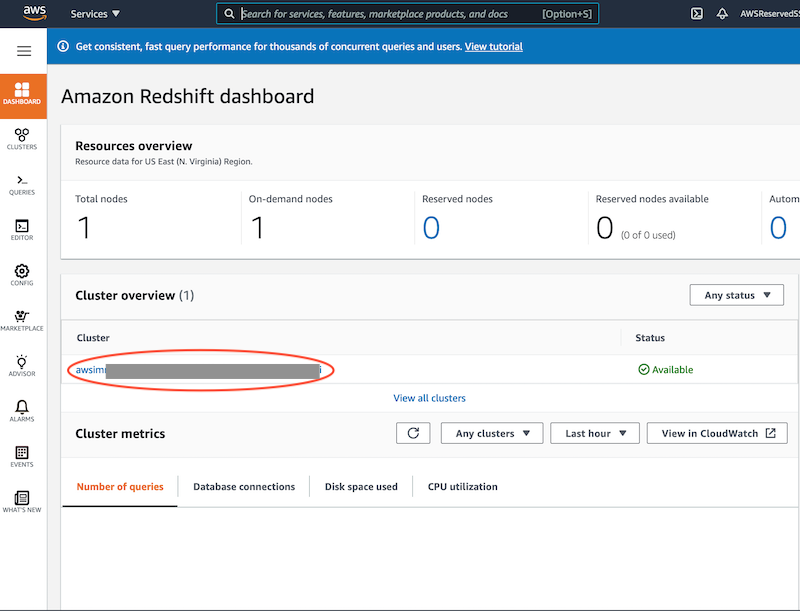 aws
Services ▼
Search for services, features, marketplace products, and docs [Option+S]
AWSReservedSS
Get consistent, fast query performance for thousands of concurrent queries and users. View tutorial
DASHBOARD
CLUSTERS
QUERIES
EDITOR
CONFIG
MARKETPLACE
ADVISOR
ALARMS
EVENTS
WHAT'S NEW
Amazon Redshift dashboard
Resources overview
Resource data for US East (N. Virginia) Region.
Total nodes
1
On-demand nodes
1
Reserved nodes
0
Reserved nodes available
0 (0 of 0 used)
Autom
0
Cluster overview (1)
Any status ▼
Cluster Status
awsim Available
View all clusters
Cluster metrics
Any clusters ▼
Last hour ▼
View in CloudWatch
Number of queries
Database connections
Disk space used
CPU utilization